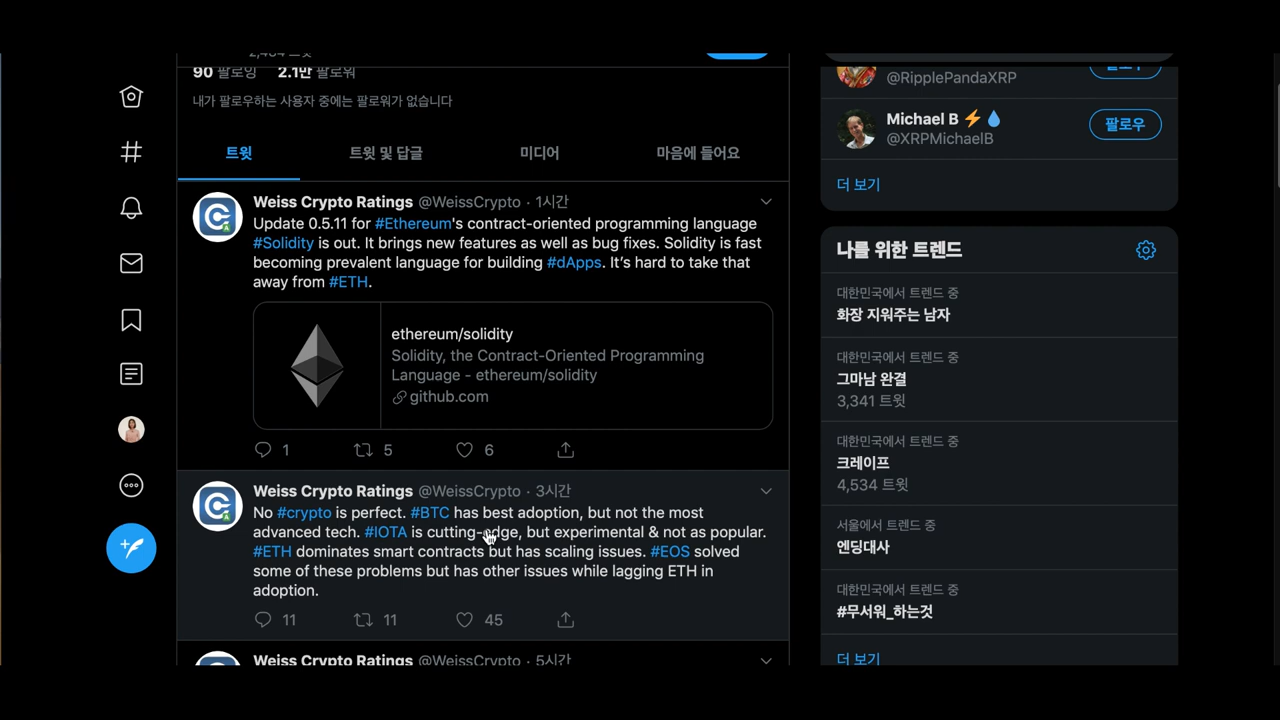 90 팔로잉 2.1만 팔로워
내가 팔로우하는 사용자 중에는 팔로워가 없습니다
트윗 트윗 및 답글 미디어 마음에 들어요
Weiss Crypto Ratings @WeissCrypto · 1시간
Update 0.5.11 for #Ethereum's contract-oriented programming language
#Solidity is out. It brings new features as well as bug fixes. Solidity is fast
becoming prevalent language for building #dApps. It’s hard to take that
away from #ETH.
ethereum/solidity
Solidity, the Contract-Oriented Programming
Language - ethereum/solidity
github.com
1 5 6
Weiss Crypto Ratings @WeissCrypto · 3시간
No #crypto is perfect. #BTC has best adoption, but not the most
advanced tech. #IOTA is cutting-edge, but experimental & not as popular.
#ETH dominates smart contracts but has scaling issues. #EOS solved
some of these problems but has other issues while lagging ETH in
adoption.
11 11 45
Weiss Crypto Ratings @WeissCrypto · 5시간
@RipplePandaXRP
팔로우
Michael B
@XRPMichaelB
팔로우
더 보기
나를 위한 트렌드
대한민국에서 트렌드 중
화장 지워주는 남자
대한민국에서 트렌드 중
그마남 완결
3,341 트윗
대한민국에서 트렌드 중
크레이프
4,534 트윗
서울에서 트렌드 중
엔딩대사
대한민국에서 트렌드 중
#무서워_하는것
더 보기